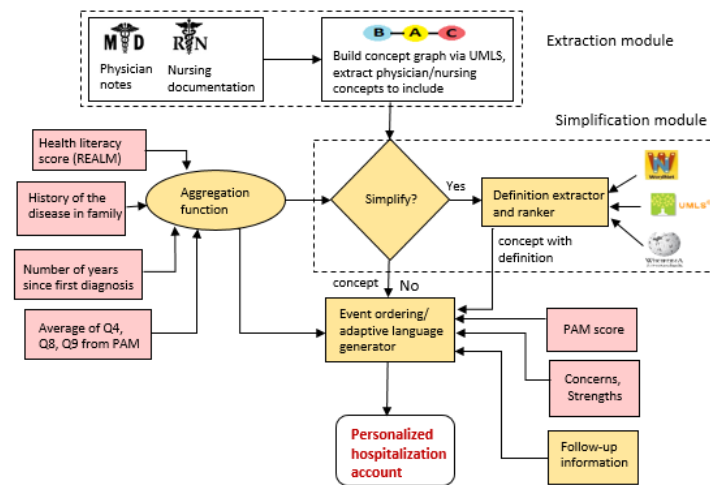 M D
R N
Physician
notes
Nursing
documentation
B A C
Build concept graph via UMLS,
extract physician/nursing
concepts to include
Extraction module
Simplification module
Health literacy
score (REALM)
History of the
disease in family
Number of years
since first diagnosis
Average of Q4,
Q8, Q9 from PAM
Aggregation
function
Simplify?
Yes
Definition extractor
and ranker
W
WordNet
UMLS
WIKIPEDIA
concept with
definition
concept
No
Event ordering/
adaptive language
generator
PAM score
Concerns,
Strengths
Follow-up
information
Personalized
hospitalization
account